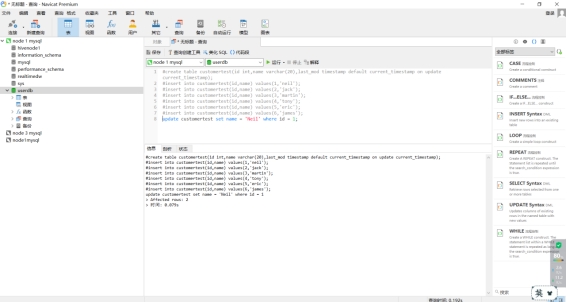 * 无标题 - 查询 - Navicat Premium
文件 编辑 查看 查询 格式 收藏夹 工具 窗口 帮助
登录
连接 新建查询 表 视图 函数 用户 其它 查询 备份 自动运行 模型 图表
node 1 mysql
hivenode1
information_schema
mysql
performance_schema
realtimedw
sys
userdb
表
视图
函数
查询
备份
node 3 mysql
node1mysql
对象 * 无标题 - 查询
保存 查询创建工具 美化 SQL 代码段
node 1 mysql userdb 运行 停止 解释
1 #create table customertest(id int,name varchar(20),last_mod timestamp default current_timestamp on update
current_timestamp);
2 #insert into customertest(id,name) values(1,'neil');
3 #insert into customertest(id,name) values(2,'jack');
4 #insert into customertest(id,name) values(3,'martin');
5 #insert into customertest(id,name) values(4,'tony');
6 #insert into customertest(id,name) values(5,'eric');
7 #insert into customertest(id,name) values(6,'james');
8 update customertest set name = 'Neil' where id = 1;
信息 剖析 状态
#create table customertest(id int,name varchar(20),last_mod timestamp default current_timestamp on update current_timestamp);
#insert into customertest(id,name) values(1,'neil');
#insert into customertest(id,name) values(2,'jack');
#insert into customertest(id,name) values(3,'martin');
#insert into customertest(id,name) values(4,'tony');
#insert into customertest(id,name) values(5,'eric');
#insert into customertest(id,name) values(6,'james');
update customertest set name = 'Neil' where id = 1
> Affected rows: 2
> 时间: 0.079s
全部标签
CASE
Create a conditional construct
COMMENTS
Create a comment
IF...ELSE...
Create a IF...ELSE... construct
INSERT Syntax
Insert new rows into an existing
table
LOOP
Create a simple loop construct
REPEAT
Create A REPEAT construct. The
statement list is repeated until
the search_condition expression
is true.
SELECT Syntax
Retrieve rows selected from one
or more tables
UPDATE Syntax
Updates columns of existing
rows in the named table with
new values
WHILE
Create a WHILE construct. The
is true
搜索
英
查询时间: 0.192s